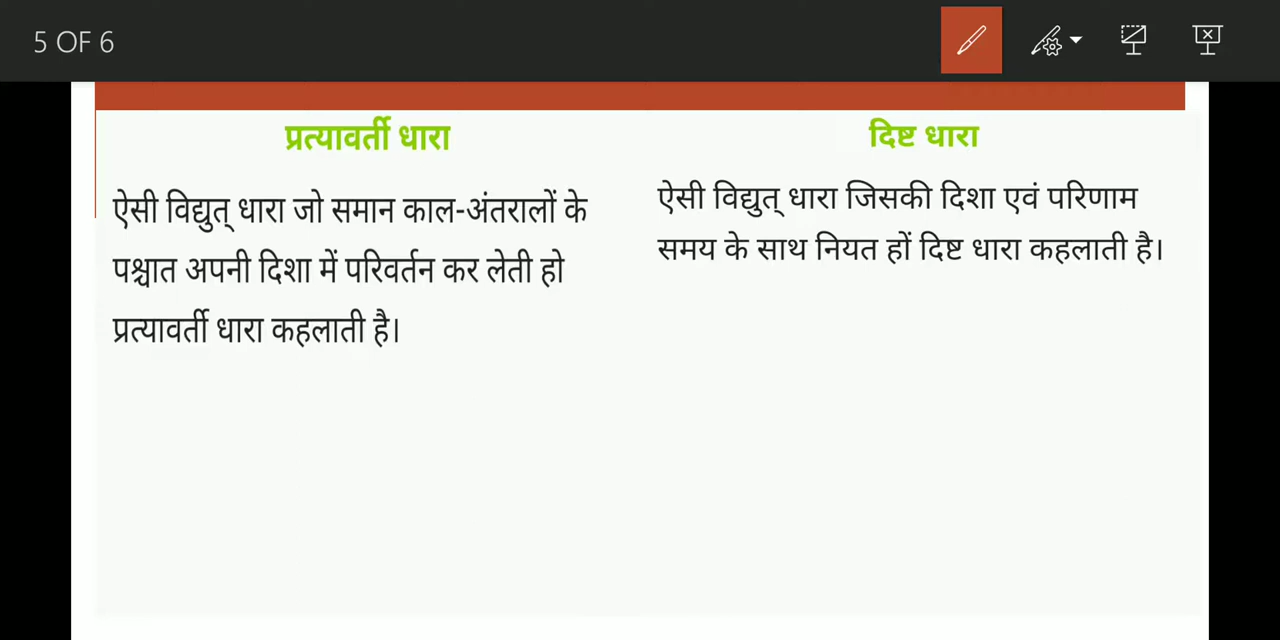 5 OF 6
प्रत्यावर्ती धारा
ऐसी विद्युत् धारा जो समान काल-अंतरालों के
पश्चात अपनी दिशा में परिवर्तन कर लेती हो
प्रत्यावर्ती धारा कहलाती है।
दिष्ट धारा
ऐसी विद्युत् धारा जिसकी दिशा एवं परिणाम
समय के साथ नियत हों दिष्ट धारा कहलाती है।